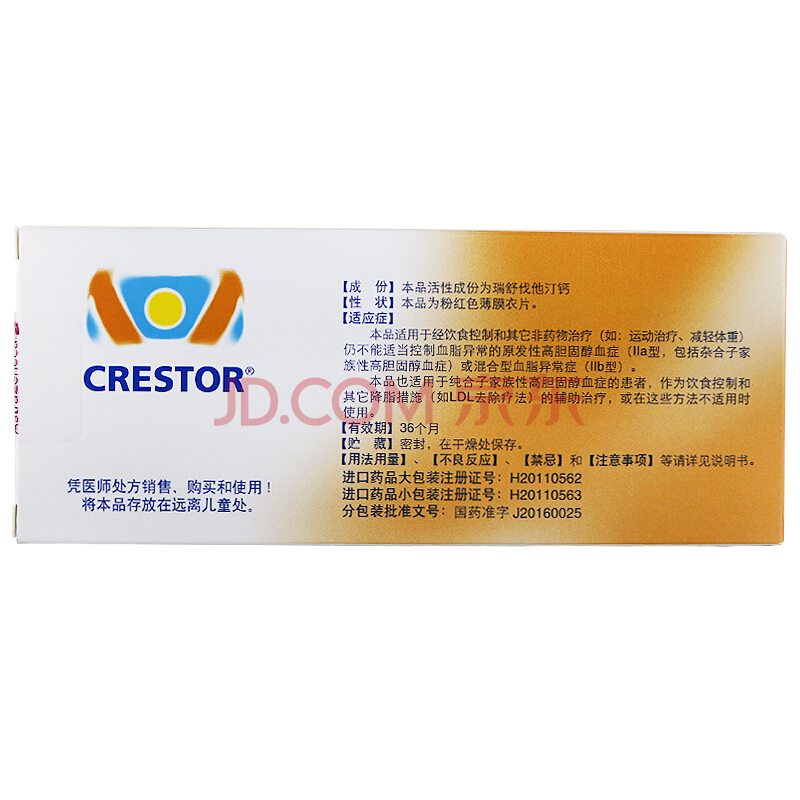 CRESTOR®
凭医师处方销售、购买和使用！
将本品存放在远离儿童处。
【成　份】本品活性成份为瑞舒伐他汀钙
【性　状】本品为粉红色薄膜衣片。
【适应症】
本品适用于经饮食控制和其它非药物治疗（如：运动治疗、减轻体重）
仍不能适当控制血脂异常的原发性高胆固醇血症（IIa型，包括杂合子家
族性高胆固醇血症）或混合型血脂异常症（IIb型）。
本品也适用于纯合子家族性高胆固醇血症的患者，作为饮食控制和
其它降脂措施（如LDL去除疗法）的辅助治疗，或在这些方法不适用时
使用。
【有效期】36个月
【贮　藏】密封，在干燥处保存。
【用法用量】、【不良反应】、【禁忌】和【注意事项】等请详见说明书。
进口药品大包装注册证号：H20110562
进口药品小包装注册证号：H20110563
分包装批准文号：国药准字 J20160025
JD.COM 京东